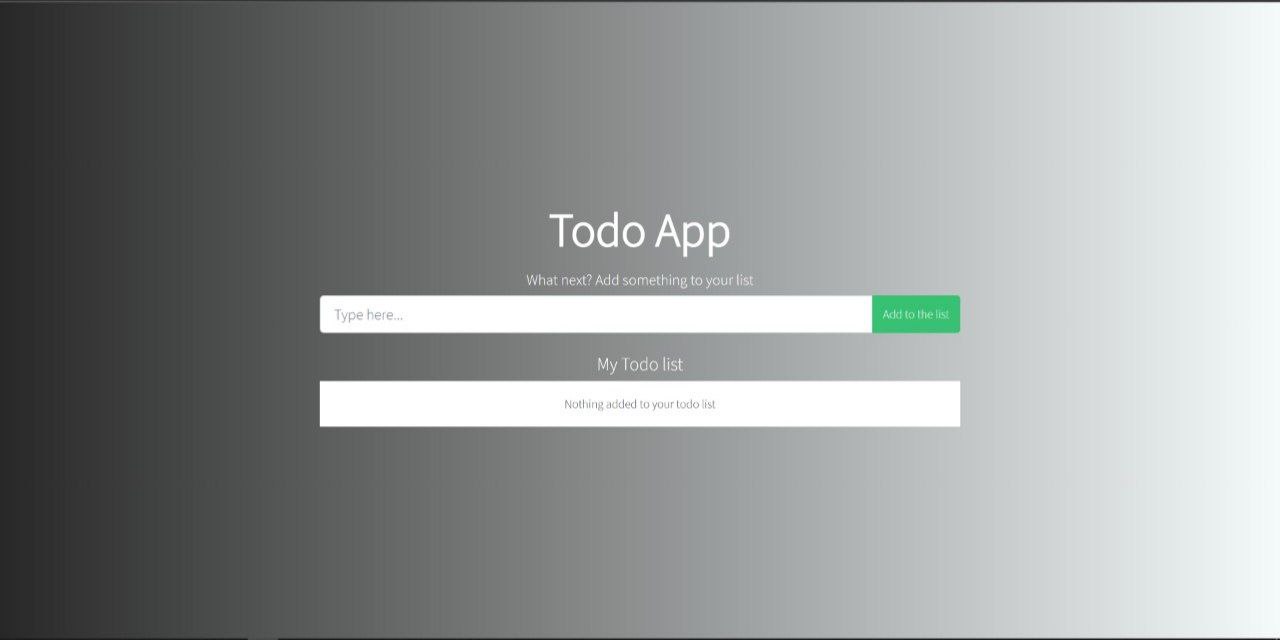 Todo App
What next? Add something to your list
Type here...
Add to the list
My Todo list
Nothing added to your todo list